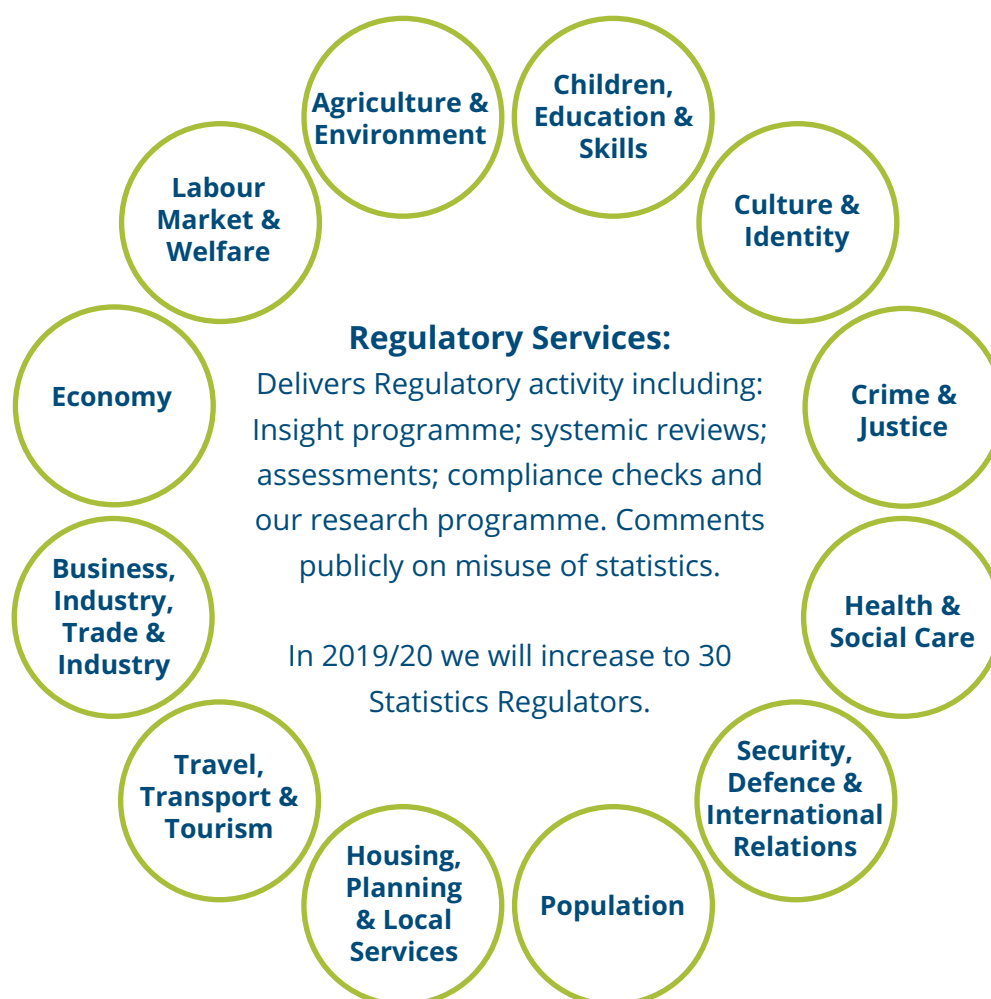 Agriculture &
Environment
Children,
Education &
Skills
Labour
Market &
Welfare
Culture &
Identity
Regulatory Services:
Delivers Regulatory activity including:
Insight programme; systemic reviews;
assessments; compliance checks and
our research programme. Comments
publicly on misuse of statistics.
In 2019/20 we will increase to 30
Statistics Regulators.
Economy
Crime &
Justice
Business,
Industry,
Trade &
Industry
Health &
Social Care
Travel,
Transport &
Tourism
Security,
Defence &
International
Relations
Housing,
Planning
& Local
Services
Population